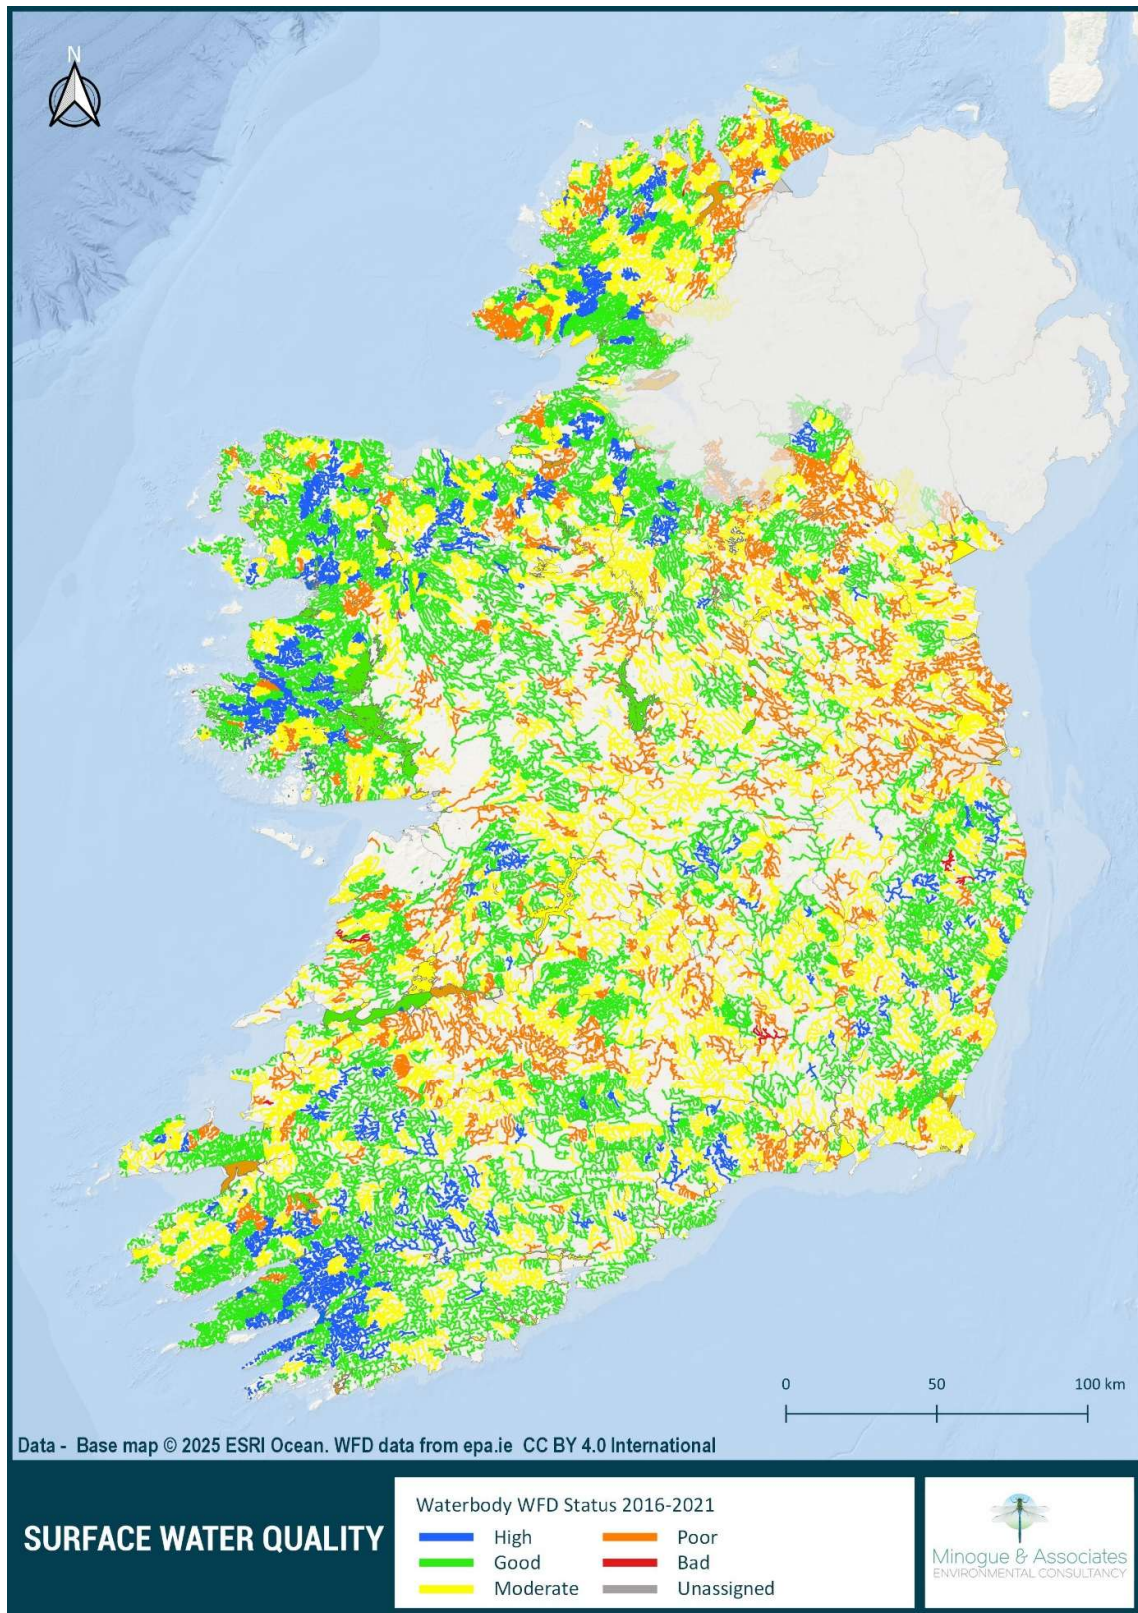 N
0 50 100 km
Data - Base map © 2025 ESRI Ocean. WFD data from epa.ie CC BY 4.0 International
SURFACE WATER QUALITY
Waterbody WFD Status 2016-2021
High
Good
Moderate
Poor
Bad
Unassigned
Minogue & Associates
ENVIRONMENTAL CONSULTANCY